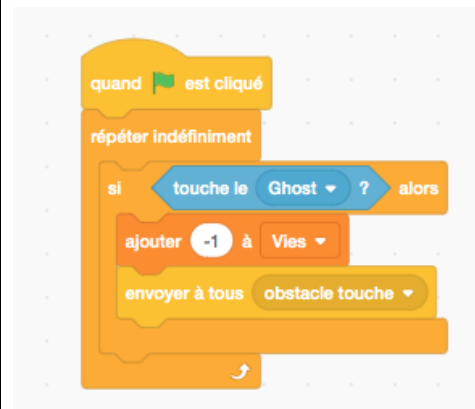 quand est cliqué
répéter indéfiniment
si touche le Ghost ? alors
ajouter -1 à Vies
envoyer à tous obstacle touche